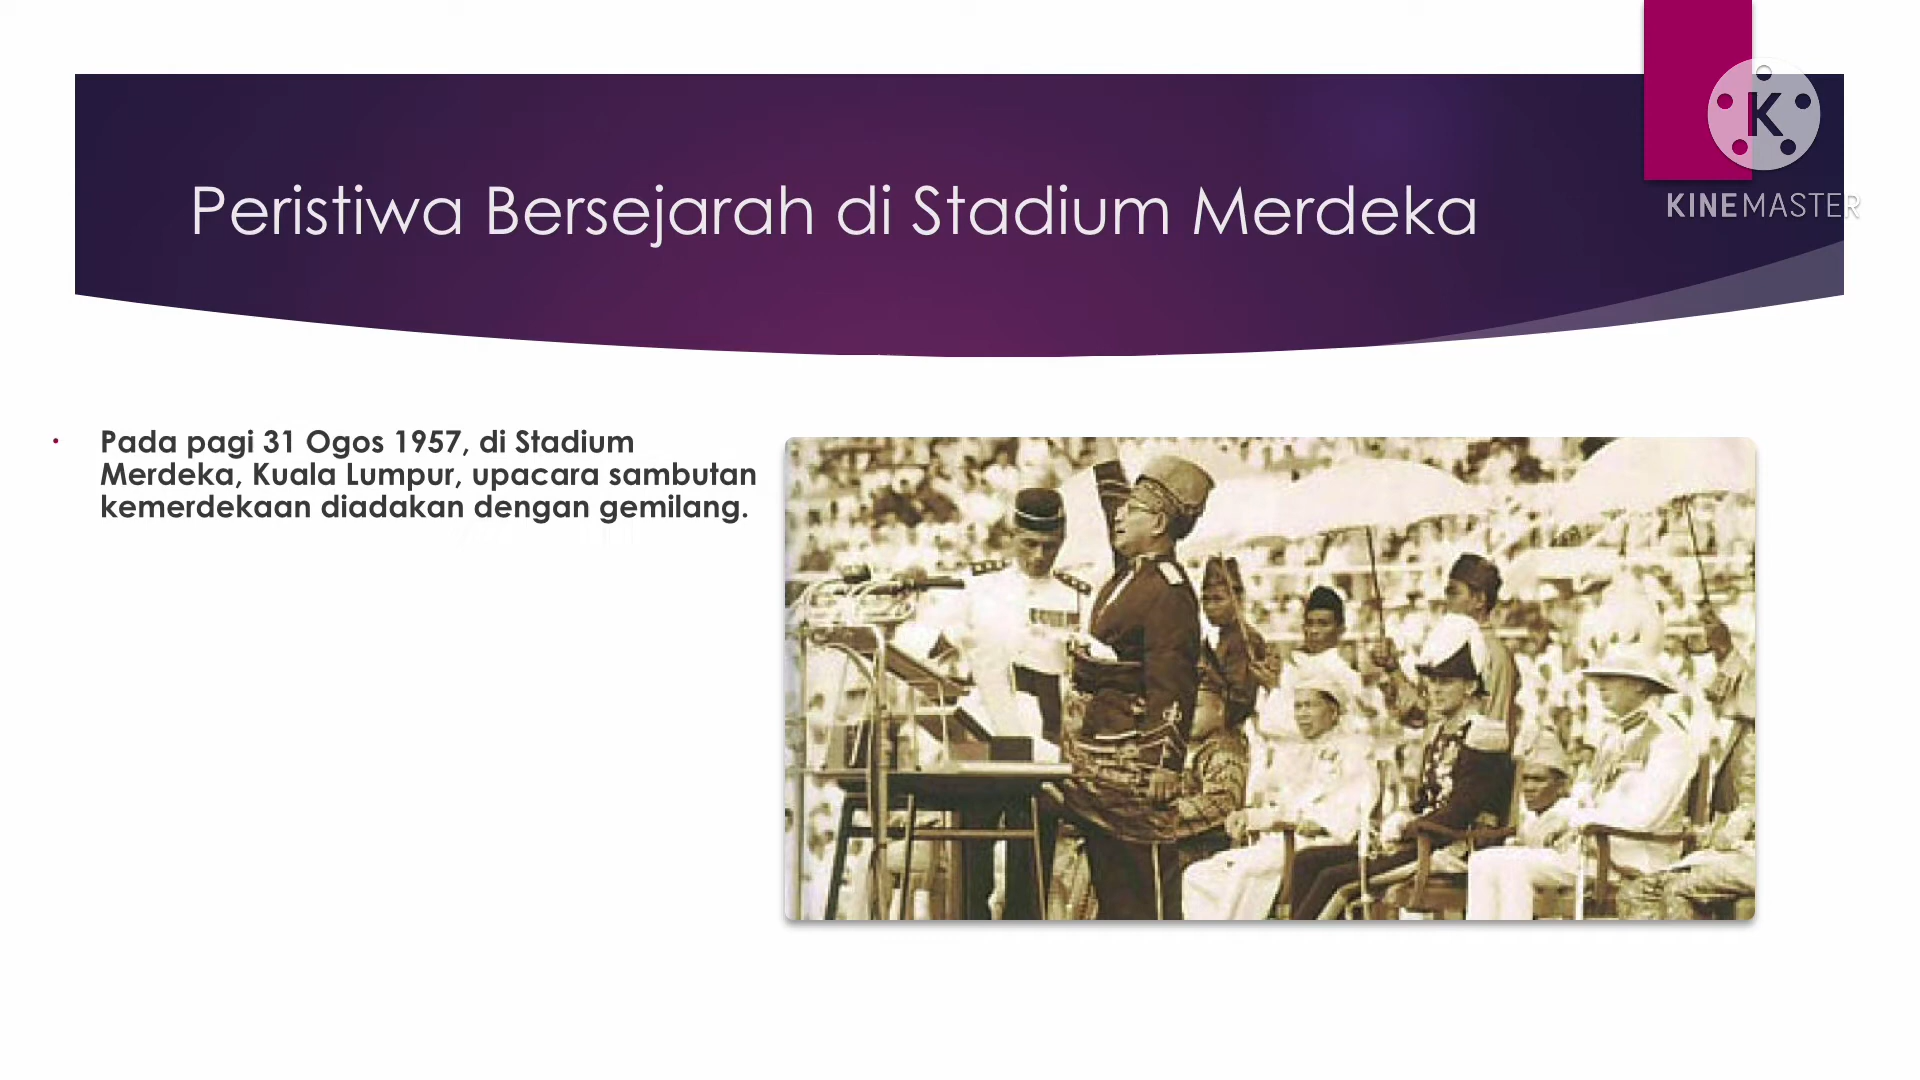 Peristiwa Bersejarah di Stadium Merdeka
K
KINEMASTER
Pada pagi 31 Ogos 1957, di Stadium
Merdeka, Kuala Lumpur, upacara sambutan
kemerdekaan diadakan dengan gemilang.